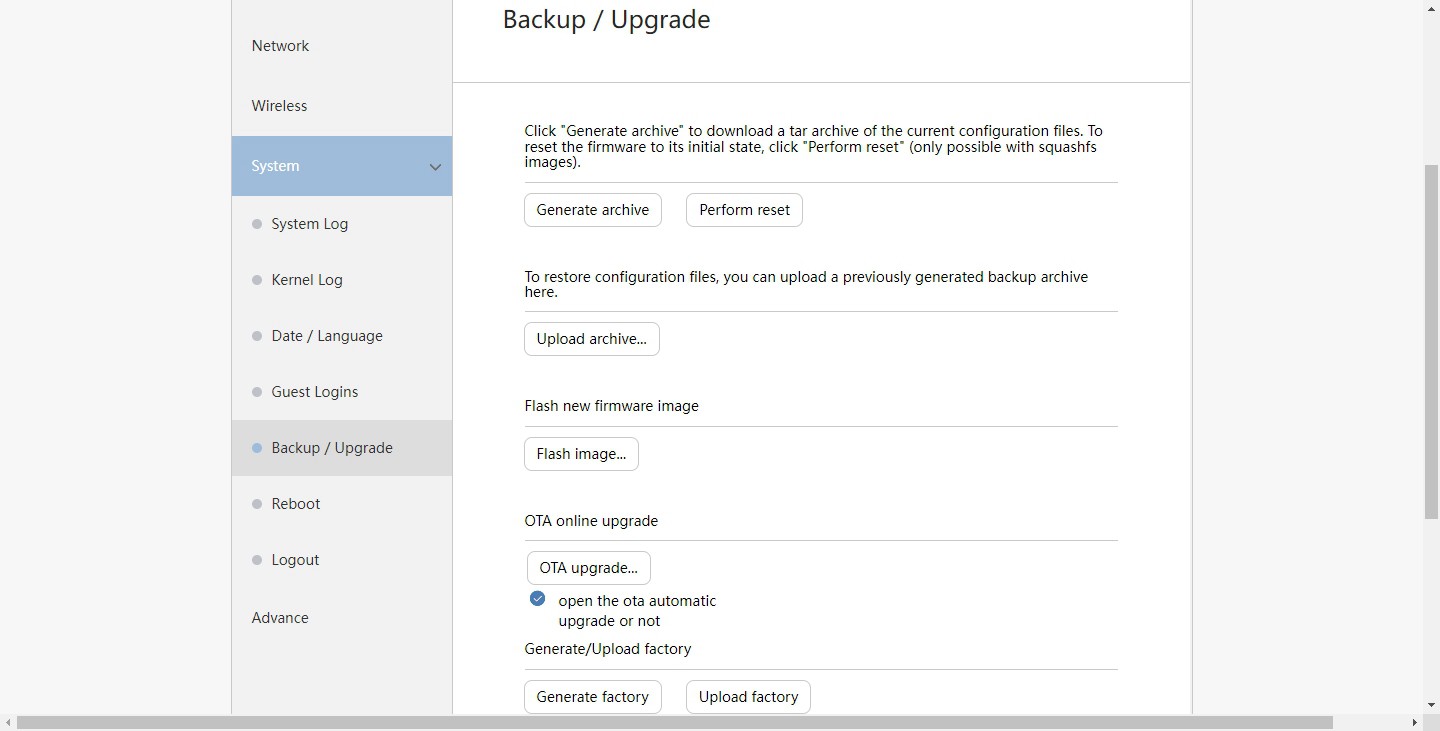 Backup / Upgrade
Network
Wireless
System
System Log
Kernel Log
Date / Language
Guest Logins
Backup / Upgrade
Reboot
Logout
Advance
Click "Generate archive" to download a tar archive of the current configuration files. To
reset the firmware to its initial state, click "Perform reset" (only possible with squashfs
images).
Generate archive
Perform reset
To restore configuration files, you can upload a previously generated backup archive
here.
Upload archive...
Flash new firmware image
Flash image...
OTA online upgrade
OTA upgrade...
open the ota automatic
upgrade or not
Generate/Upload factory
Generate factory
Upload factory